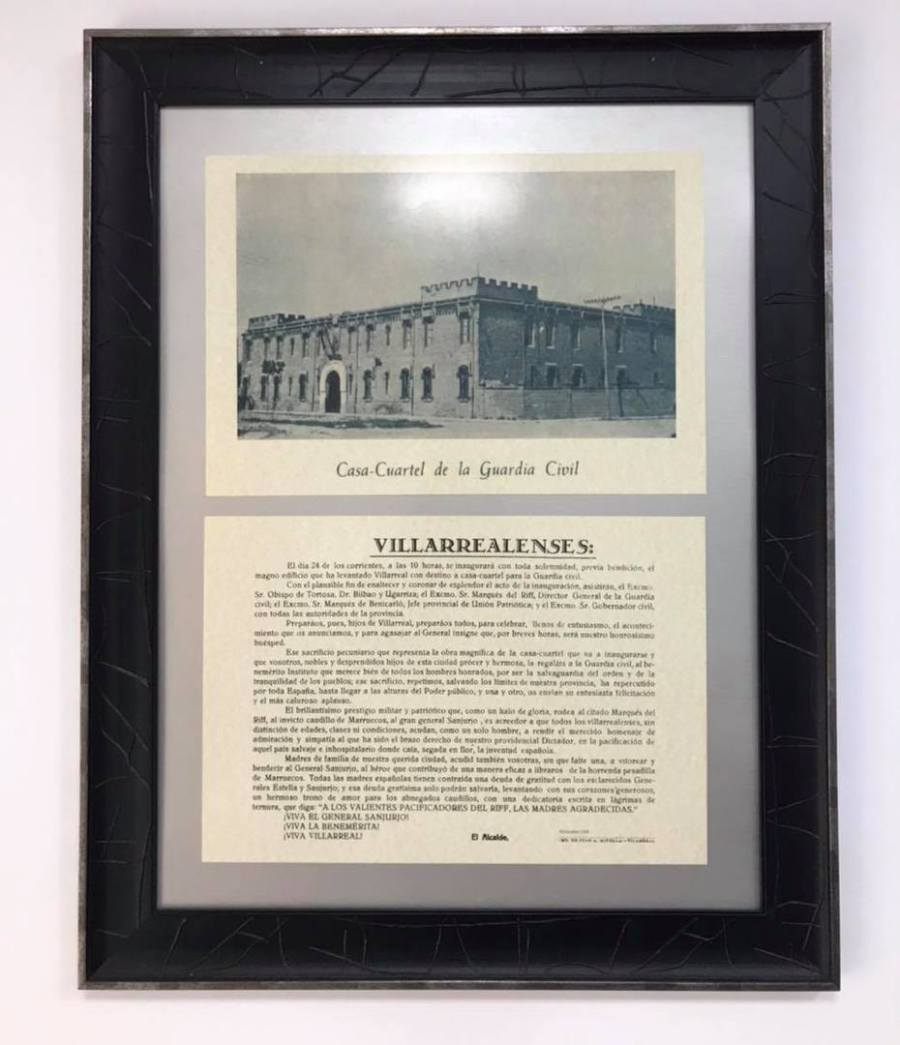 Casa-Cuartel de la Guardia Civil
VILLARREALENSES:
El día 24 de los corrientes, a las 10 horas, se inaugurará con toda solemnidad, previa bendición, el
magno edificio que ha levantado Villarreal con destino a casa-cuartel para la Guardia civil.
Con el plausible fin de enaltecer y coronar de esplendor el acto de la inauguración, asistirán, el Excmo.
Sr. Obispo de Tortosa, Dr. Bilbao y Ugarriza; el Excmo. Sr. Marqués del Riff, Director General de la Guardia
civil; el Excmo. Sr. Marqués de Benicarló, Jefe provincial de Unión Patriótica; y el Excmo. Sr. Gobernador civil,
con todas las autoridades de la provincia.
Preparáos, pues, hijos de Villarreal, preparáos todos, para celebrar, llenos de entusiasmo, el aconteci-
miento que os anunciamos, y para agasajar al General insigne que, por breves horas, será nuestro honrosísimo
huésped.
Ese sacrificio pecuniario que representa la obra magnífica de la casa-cuartel que va a inaugurarse y
que vosotros, nobles y desprendidos hijos de esta ciudad prócer y hermosa, la regaláis a la Guardia civil, al be-
nemérito Instituto que merece bien de todos los hombres honrados, por ser la salvaguardia del orden y de la
tranquilidad de los pueblos; ese sacrificio, repetimos, salvando los límites de nuestra provincia, ha repercutido
por toda España, hasta llegar a las alturas del Poder público, y una y otro, os envían su entusiasta felicitación
y el más caluroso aplauso.
El brillantísimo prestigio militar y patriótico que, como un halo de gloria, rodea al citado Marqués del
Riff, al invicto caudillo de Marruecos, al gran general Sanjurjo , es acreedor a que todos los villarrealenses, sin
distinción de edades, clases ni condiciones, acudan, como un solo hombre, a rendir el merecido homenaje de
admiración y simpatía al que ha sido el brazo derecho de nuestro providencial Dictador, en la pacificación de
aquel país salvaje e inhospitalario donde caía, segada en flor, la juventud española.
Madres de familia de nuestra querida ciudad, acudid también vosotras, sin que falte una, a vitorear y
bendecir al General Sanjurjo, al héroe que contribuyó de una manera eficaz a libraros de la horrenda pesadilla
de Marruecos. Todas las madres españolas tienen contraída una deuda de gratitud con los esclarecidos Gene-
rales Estella y Sanjurjo; y esa deuda gratísima solo podrán salvarla, levantando con sus corazones generosos,
un hermoso trono de amor para los abnegados caudillos, con una dedicatoria escrita en lágrimas de
ternura, que diga: "A LOS VALIENTES PACIFICADORES DEL RIFF, LAS MADRES AGRADECIDAS."
¡VIVA EL GENERAL SANJURJO!
¡VIVA LA BENEMÉRITA!
¡VIVA VILLARREAL!
El Alcalde,